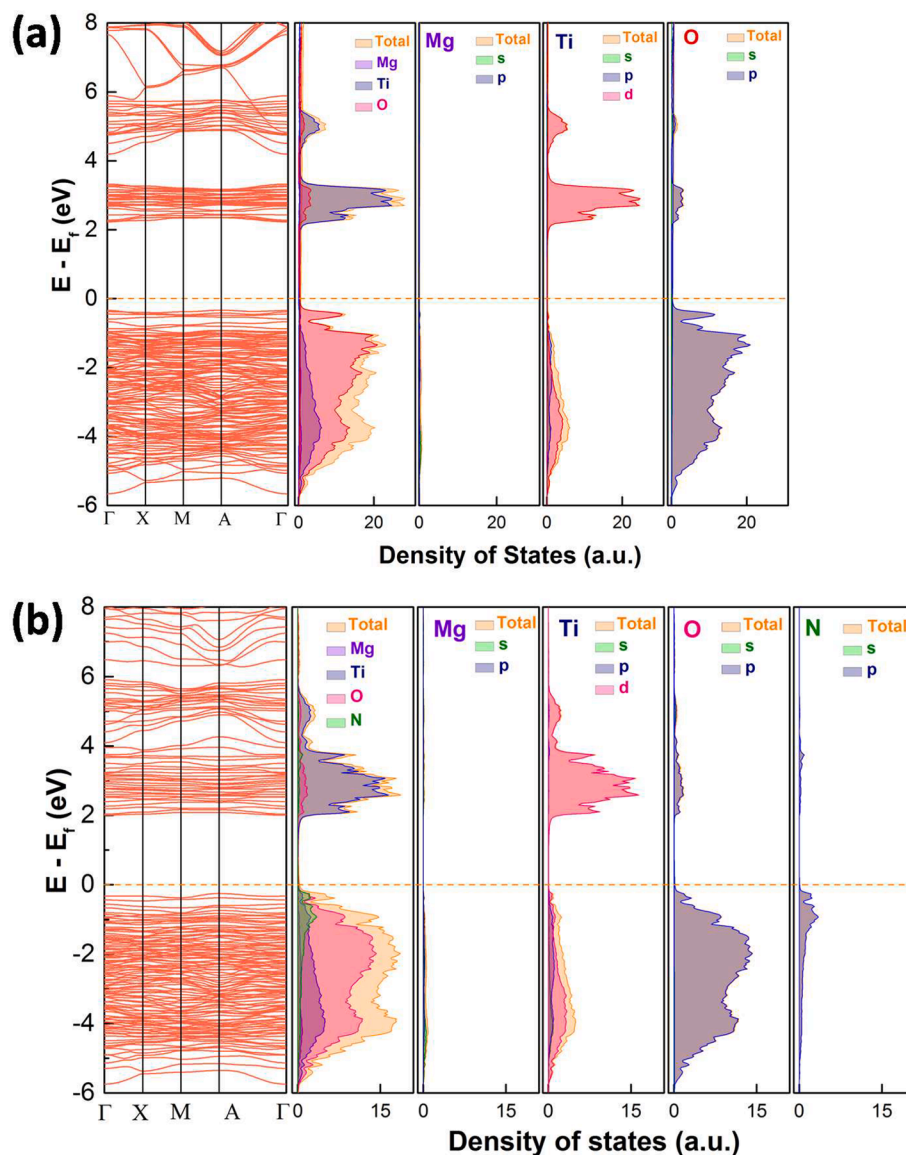 (a)
E - E_f (eV)
8
6
4
2
0
-2
-4
-6
Γ X M A Γ
Total
Mg
Ti
O
Mg
Total
s
p
Ti
Total
s
p
d
O
Total
s
p
0 20
0 20
0 20
0 20
Density of States (a.u.)
(b)
E - E_f (eV)
8
6
4
2
0
-2
-4
-6
Γ X M A Γ
Total
Mg
Ti
O
N
Mg
Total
s
p
Ti
Total
s
p
d
O
Total
s
p
N
Total
s
p
0 15
0 15
0 15
0 15
0 15
Density of states (a.u.)